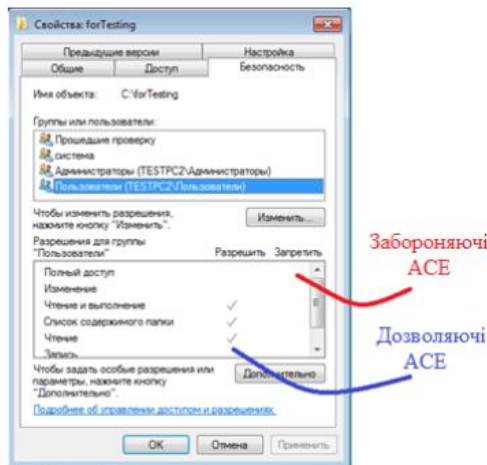 Свойства: forTesting
Предыдущие версии Настройка
Общие Доступ Безопасность
Имя объекта: C:\forTesting
Группы или пользователи:
Прошедшие проверку
система
Администраторы (TESTPC2\Администраторы)
Пользователи (TESTPC2\Пользователи)
Чтобы изменить разрешения,
нажмите кнопку "Изменить".
Изменить...
Разрешения для группы
"Пользователи" Разрешить Запретить
Полный доступ
Изменение
Чтение и выполнение
Список содержимого папки
Чтение
Запись
Чтобы задать особые разрешения или
параметры, нажмите кнопку
"Дополнительно".
Дополнительно
Подробнее об управлении доступом и разрешениях.
ОК Отмена Применить
Забороняючі
ACE
Дозволяючі
ACE